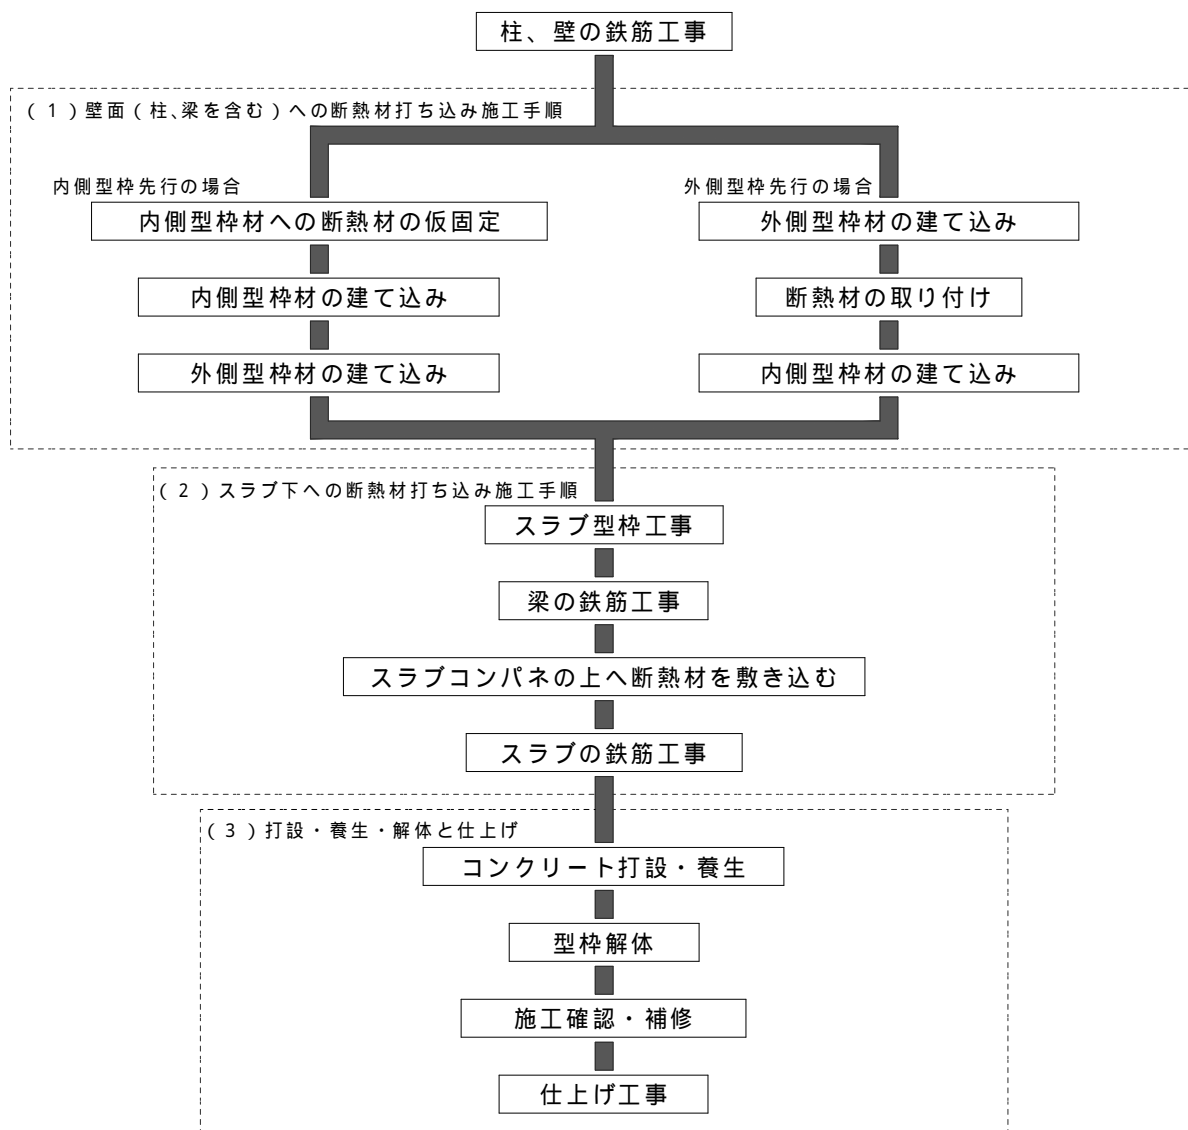 柱、壁の鉄筋工事
(1)壁面(柱、梁を含む)への断熱材打ち込み施工手順
内側型枠先行の場合
内側型枠材への断熱材の仮固定
内側型枠材の建て込み
外側型枠材の建て込み
外側型枠先行の場合
外側型枠材の建て込み
断熱材の取り付け
内側型枠材の建て込み
(2)スラブ下への断熱材打ち込み施工手順
スラブ型枠工事
梁の鉄筋工事
スラブコンパネの上へ断熱材を敷き込む
スラブの鉄筋工事
(3)打設・養生・解体と仕上げ
コンクリート打設・養生
型枠解体
施工確認・補修
仕上げ工事